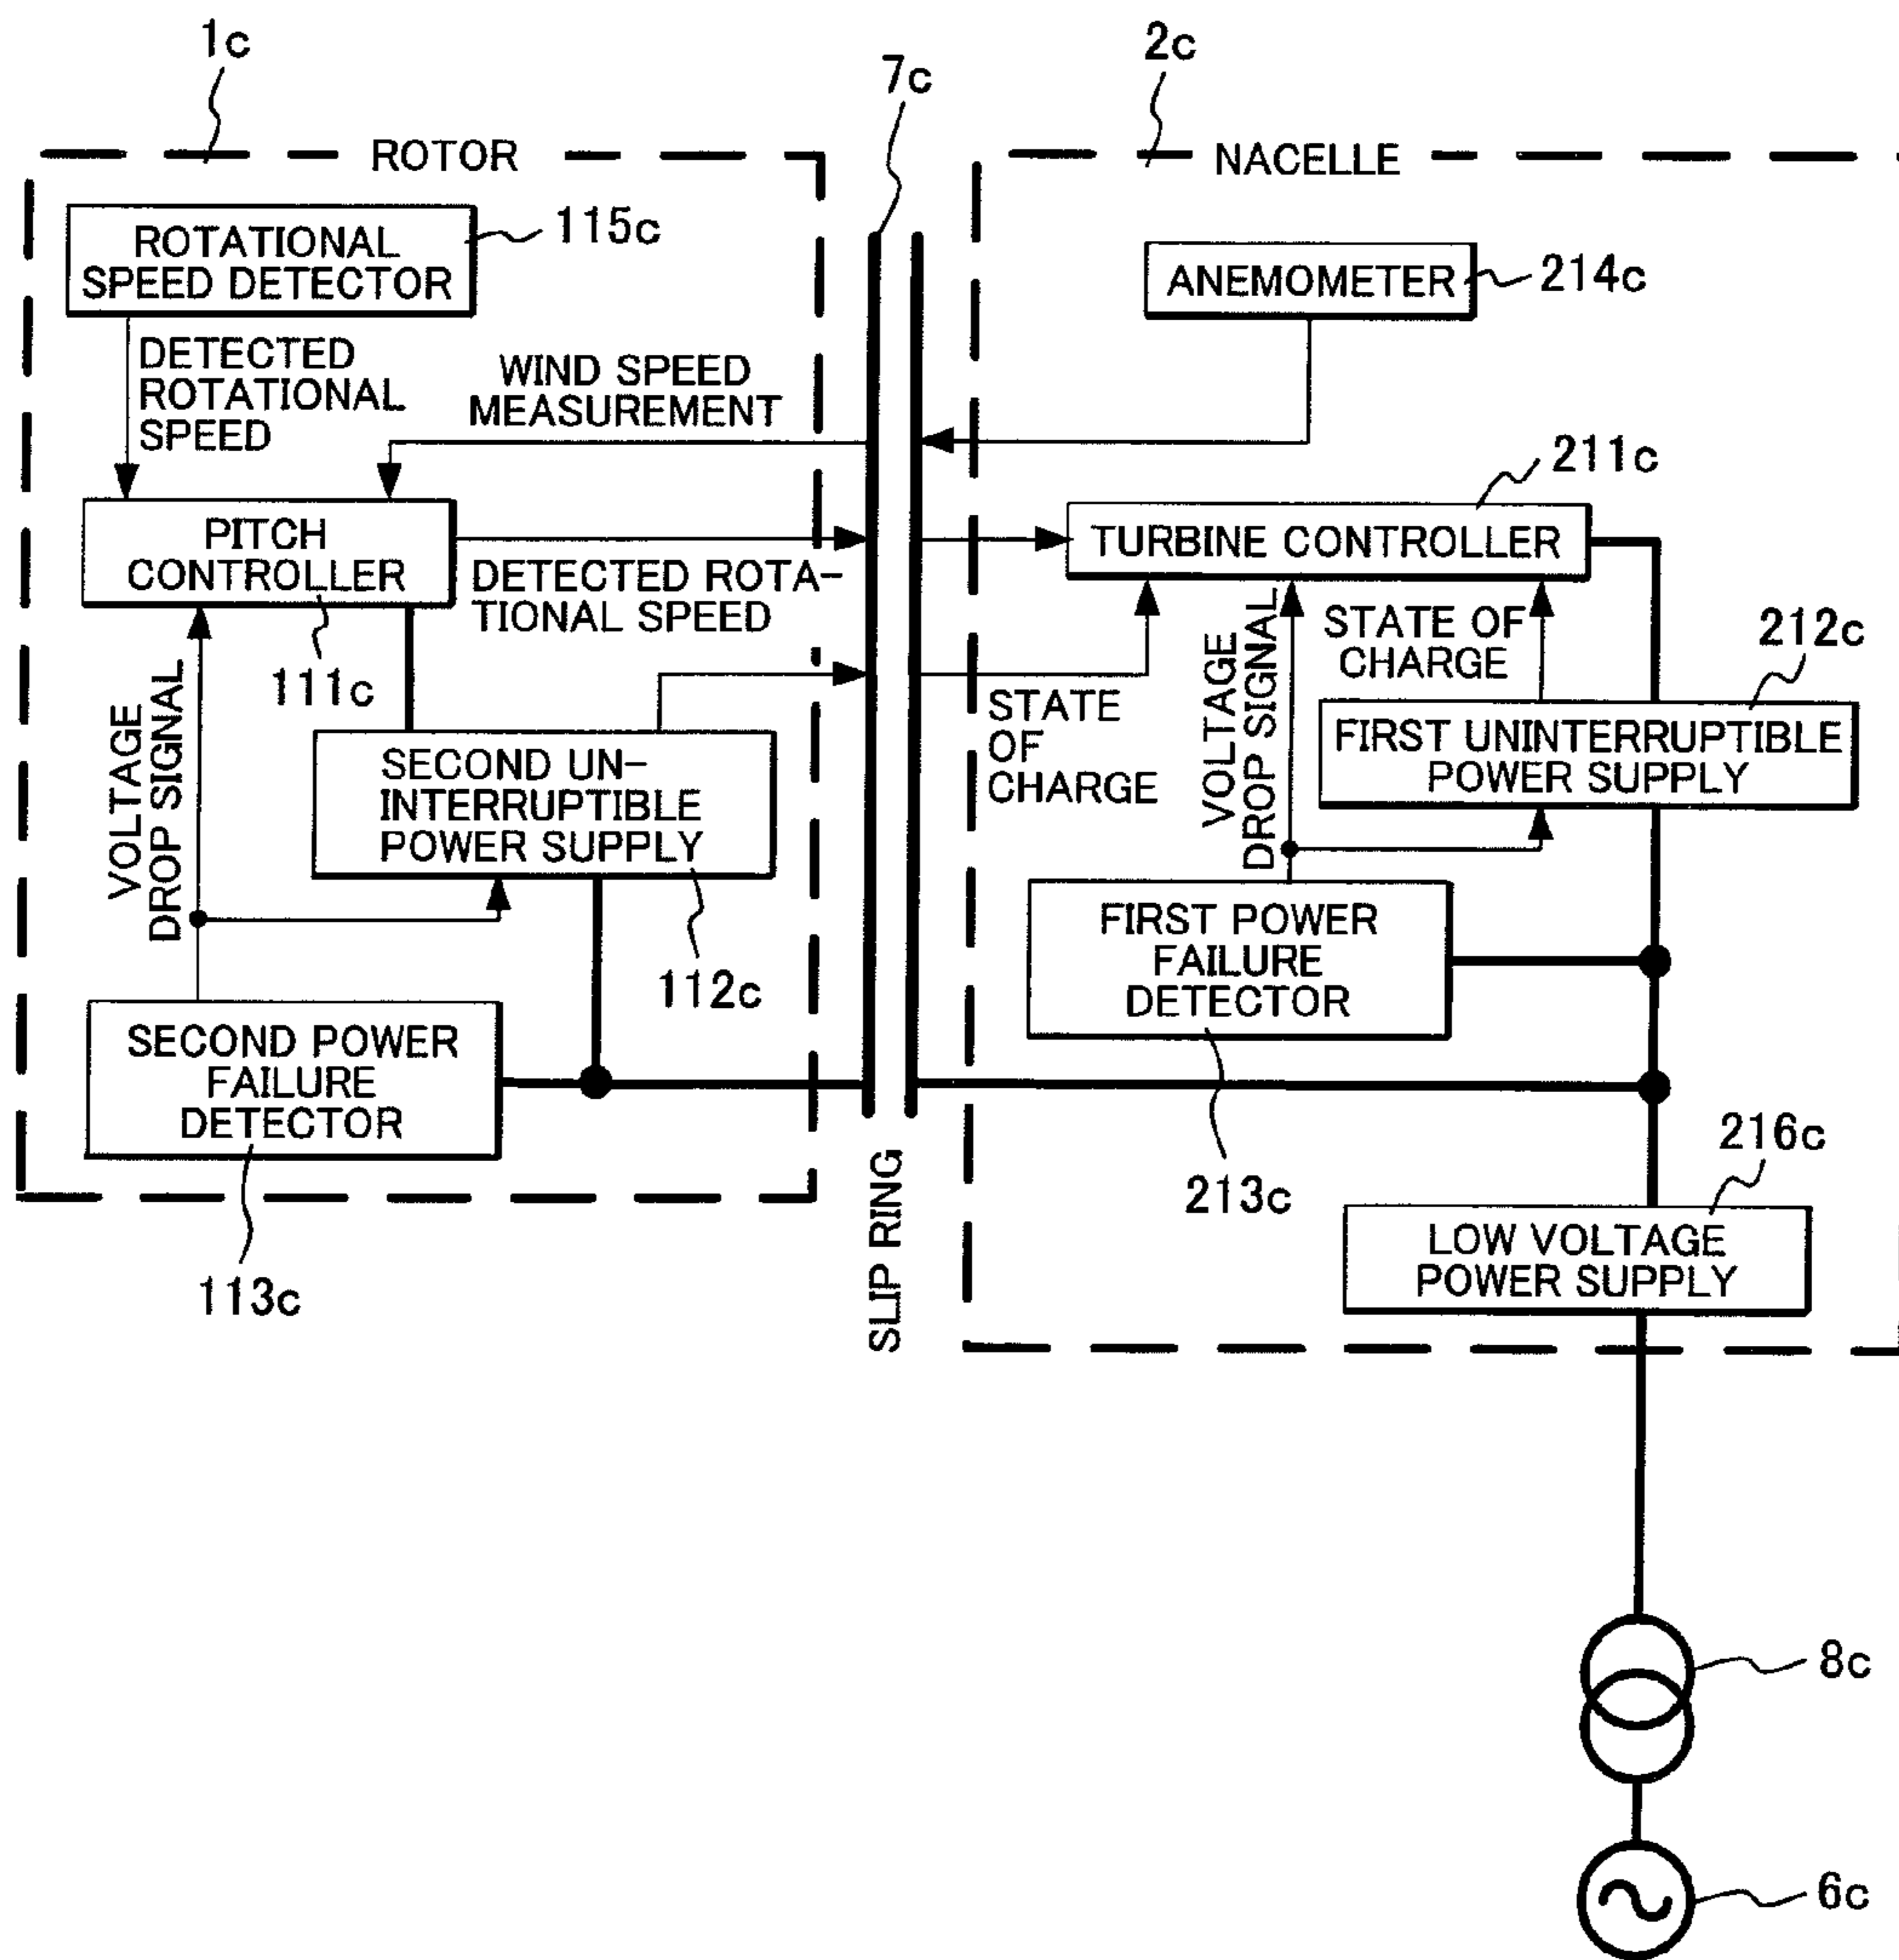 1c
2c
7c
ROTOR
NACELLE
ROTATIONAL
SPEED DETECTOR
115c
ANEMOMETER
214c
DETECTED
ROTATIONAL
SPEED
WIND SPEED
MEASUREMENT
211c
PITCH
CONTROLLER
TURBINE CONTROLLER
DETECTED ROTA-
TIONAL SPEED
111c
VOLTAGE
DROP SIGNAL
STATE OF
CHARGE
212c
STATE
OF
CHARGE
VOLTAGE
DROP SIGNAL
SECOND UN-
INTERRUPTIBLE
POWER SUPPLY
FIRST UNINTERRUPTIBLE
POWER SUPPLY
112c
FIRST POWER
FAILURE
DETECTOR
SECOND POWER
FAILURE
DETECTOR
213c
216c
113c
SLIP RING
LOW VOLTAGE
POWER SUPPLY
8c
6c